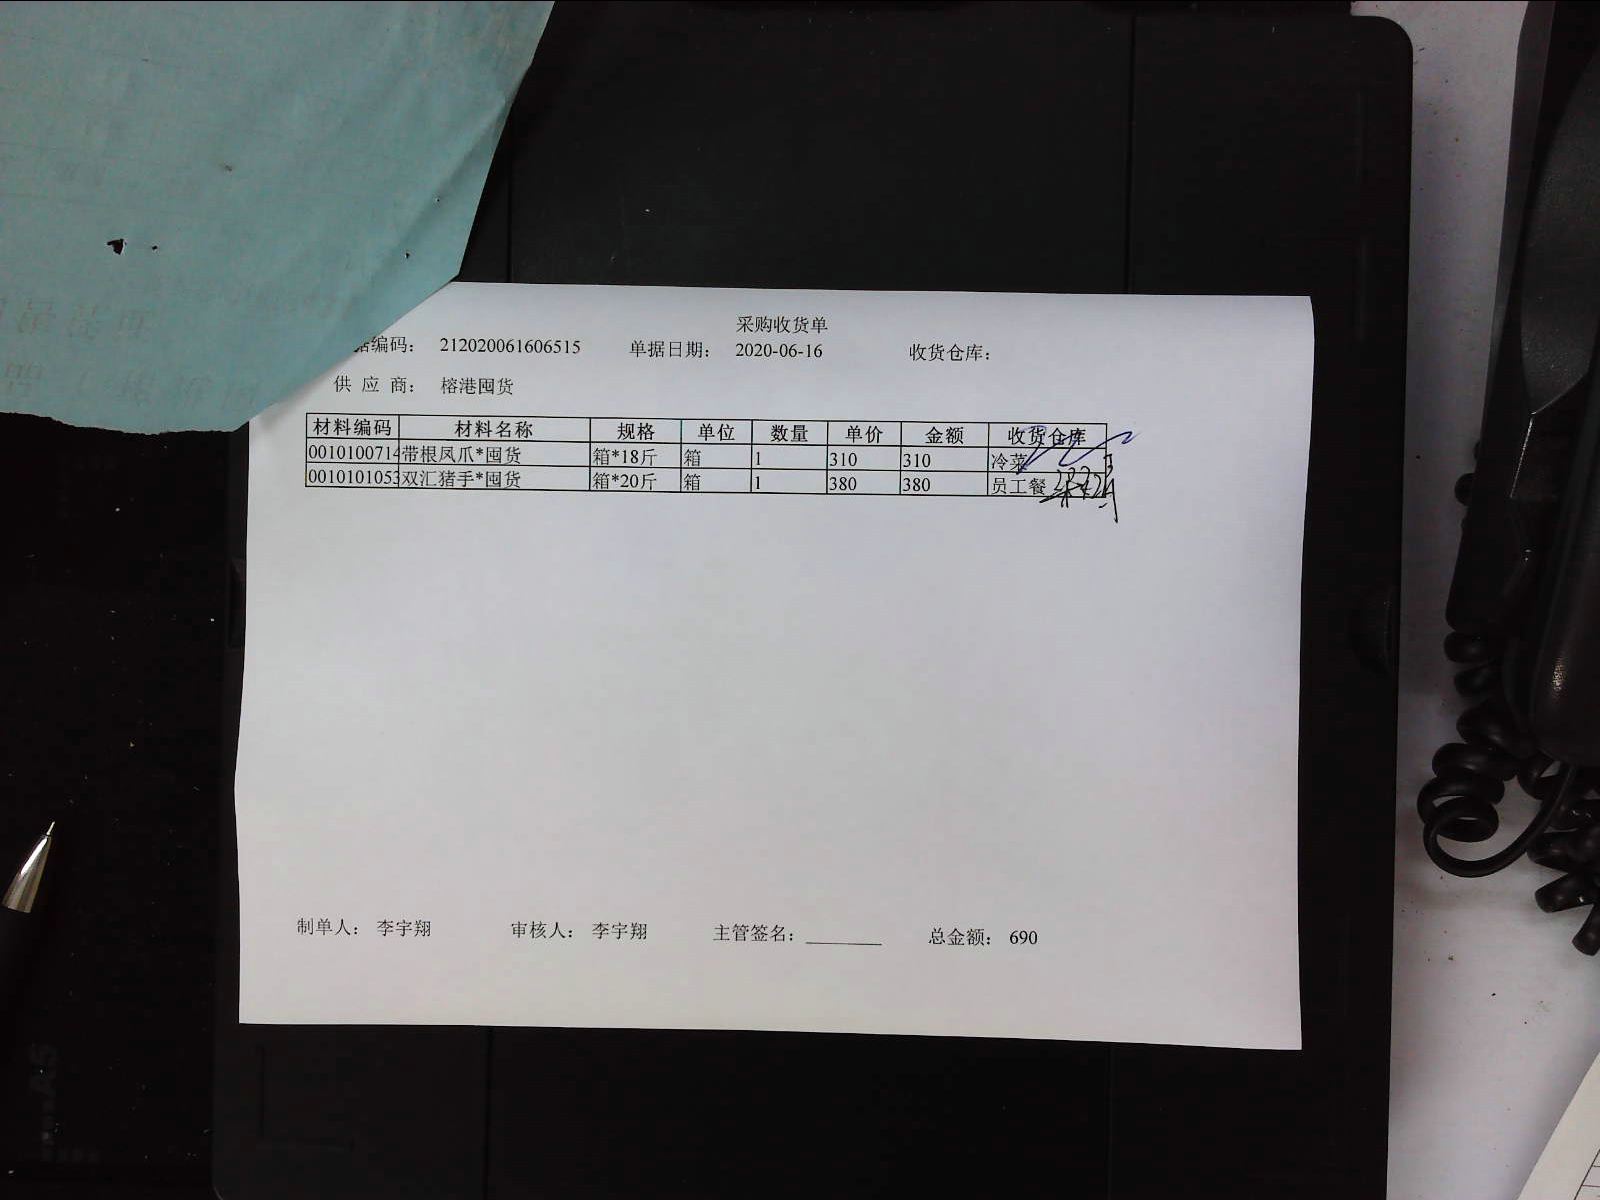 采购收货单
据编码： 212020061606515 单据日期： 2020-06-16 收货仓库：
供 应 商： 榕港囤货
材料编码 材料名称 规格 单位 数量 单价 金额 收货仓库
0010100714 带根凤爪*囤货 箱*18斤 箱 1 310 310 冷菜
0010101053 双汇猪手*囤货 箱*20斤 箱 1 380 380 员工餐
制单人： 李宇翔 审核人： 李宇翔 主管签名： 总金额： 690